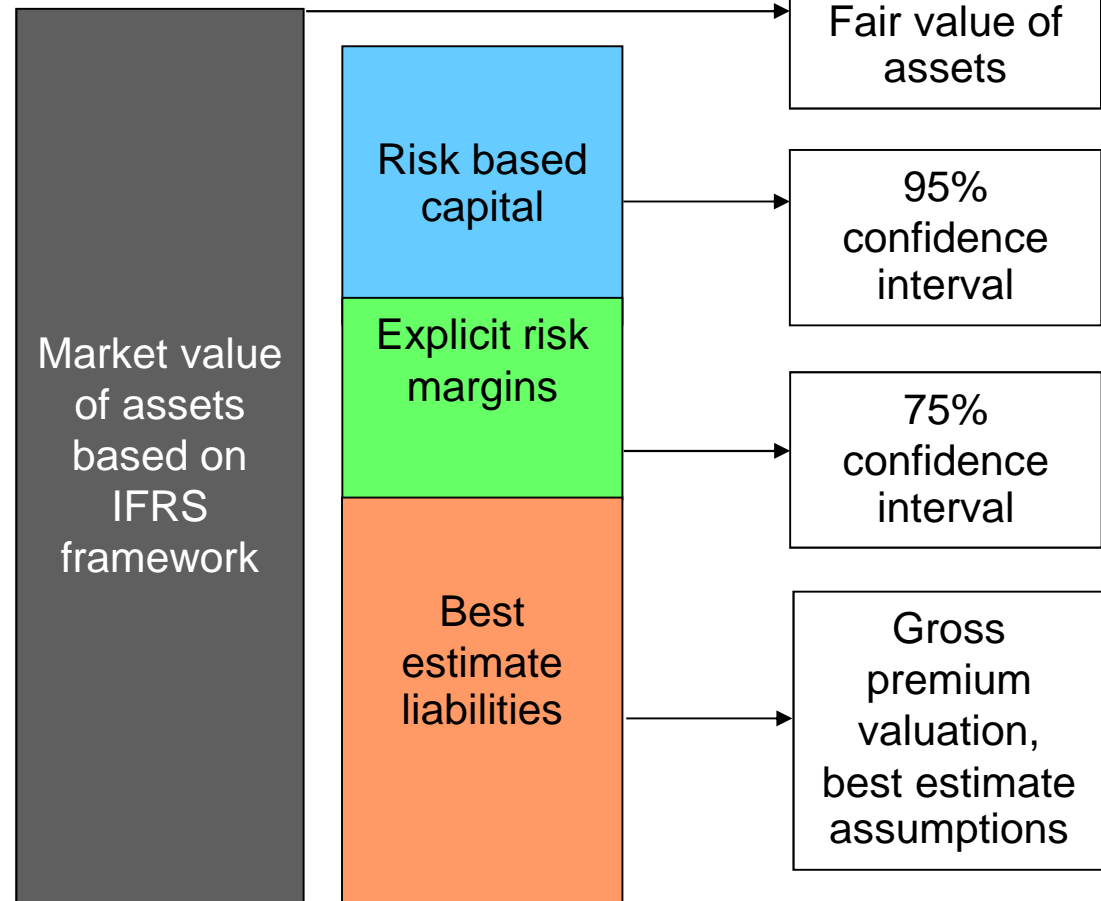 Market value
of assets
based on
IFRS
framework
Risk based
capital
Explicit risk
margins
Best
estimate
liabilities
Fair value of
assets
95%
confidence
interval
75%
confidence
interval
Gross
premium
valuation,
best estimate
assumptions